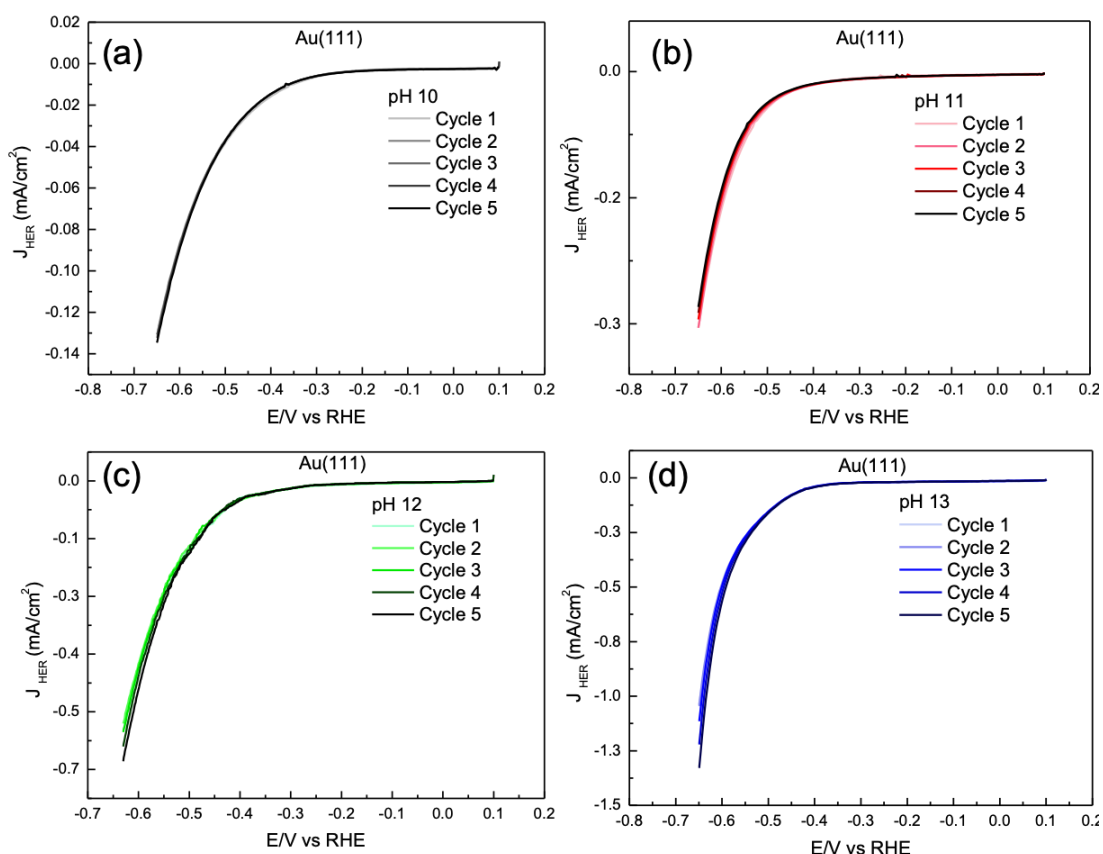 (a)
Au(111)
pH 10
Cycle 1
Cycle 2
Cycle 3
Cycle 4
Cycle 5
0.02
0.00
-0.02
-0.04
-0.06
-0.08
-0.10
-0.12
-0.14
J HER (mA/cm²)
-0.8 -0.7 -0.6 -0.5 -0.4 -0.3 -0.2 -0.1 0.0 0.1 0.2
E/V vs RHE
(b)
Au(111)
pH 11
Cycle 1
Cycle 2
Cycle 3
Cycle 4
Cycle 5
0.0
-0.2
-0.3
J HER (mA/cm²)
-0.8 -0.7 -0.6 -0.5 -0.4 -0.3 -0.2 -0.1 0.0 0.1 0.2
E/V vs RHE
(c)
Au(111)
pH 12
Cycle 1
Cycle 2
Cycle 3
Cycle 4
Cycle 5
0.0
-0.1
-0.3
-0.4
-0.5
-0.7
J HER (mA/cm²)
-0.7 -0.6 -0.5 -0.4 -0.3 -0.2 -0.1 0.0 0.1 0.2
E/V vs RHE
(d)
Au(111)
pH 13
Cycle 1
Cycle 2
Cycle 3
Cycle 4
Cycle 5
0.0
-0.3
-0.5
-0.8
-1.0
-1.3
-1.5
J HER (mA/cm²)
-0.8 -0.7 -0.6 -0.5 -0.4 -0.3 -0.2 -0.1 0.0 0.1 0.2
E/V vs RHE